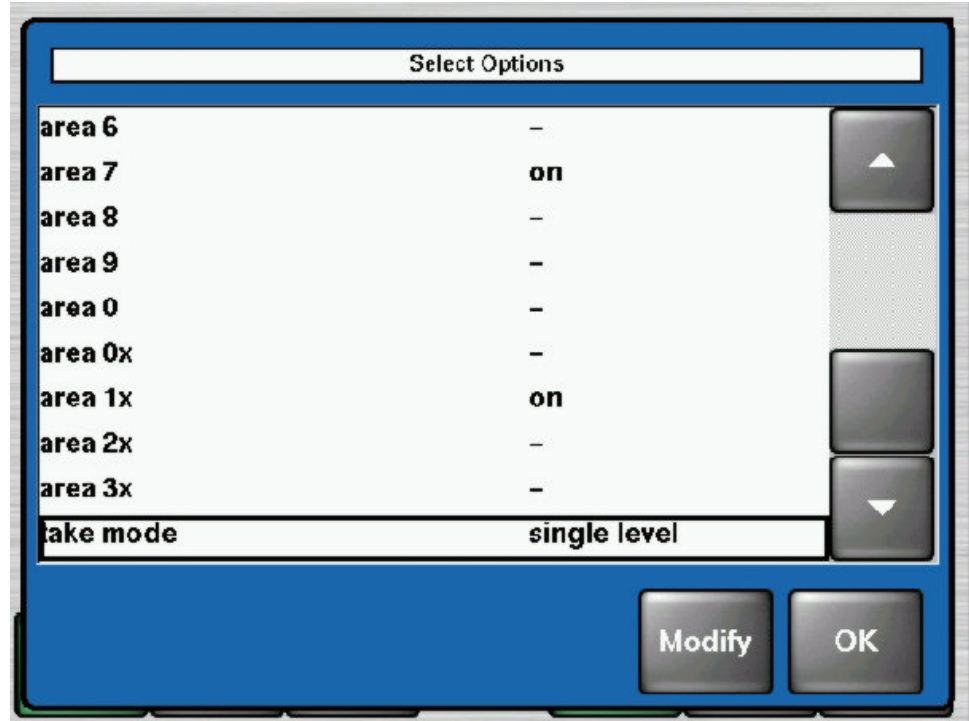 Select Options
area 6 –
area 7 on
area 8 –
area 9 –
area 0 –
area 0x –
area 1x on
area 2x –
area 3x –
take mode single level
Modify OK